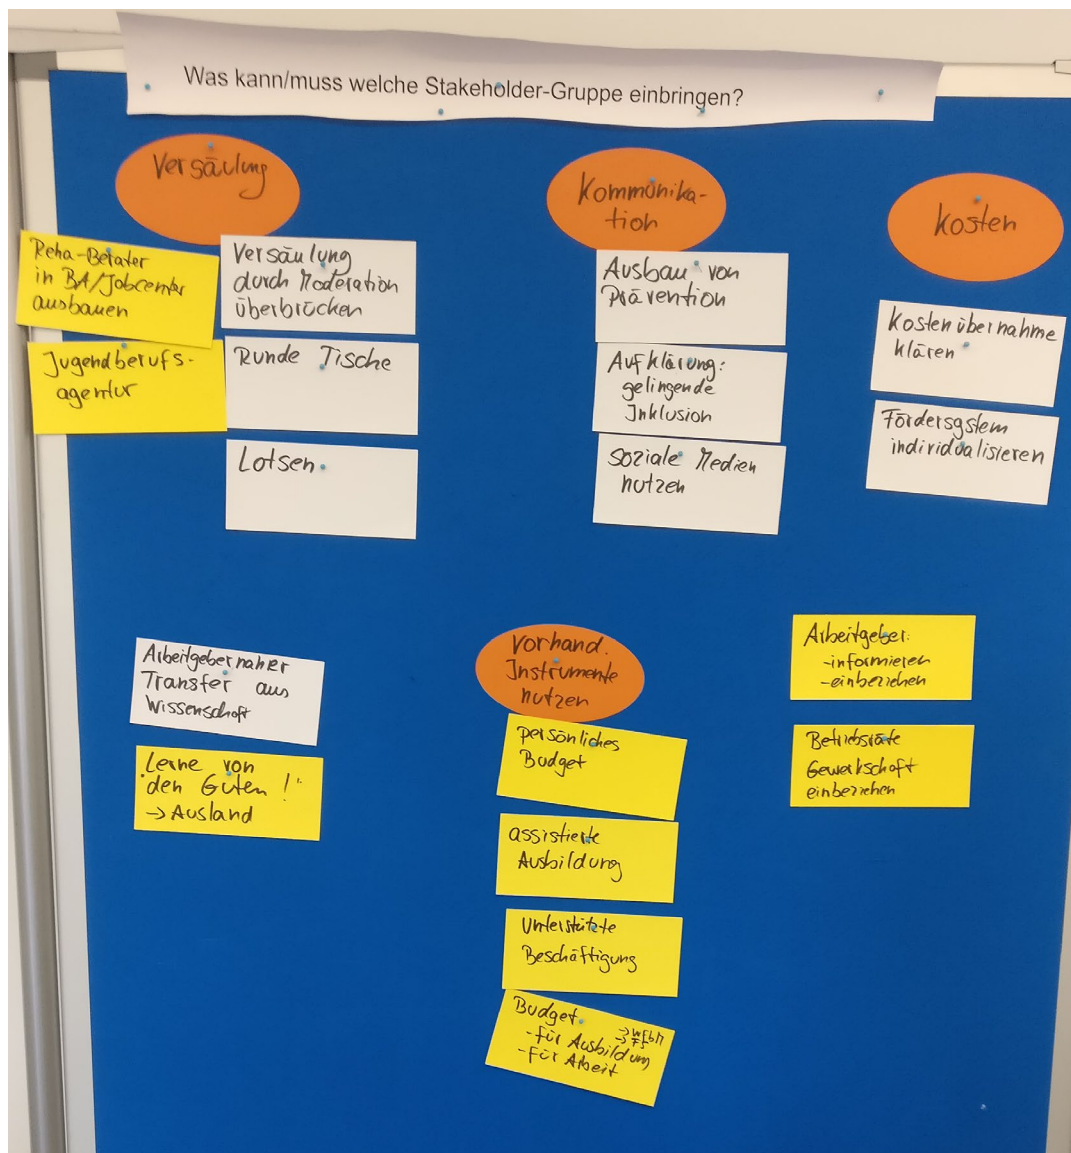 Was kann/muss welche Stakeholder-Gruppe einbringen?
Versäulung
Reha-Berater
in BA/Jobcenter
ausbauen
Jugendberufs-
agentur
Versäulung
durch Moderation
überbrücken
Runde Tische
Lotsen
Kommunika-
tion
Ausbau von
Prävention
Aufklärung:
gelingende
Inklusion
Soziale Medien
nutzen
Kosten
Kostenübernahme
klären
Fördersystem
individualisieren
Arbeitgebernaher
Transfer aus
Wissenschaft
"Lerne von
den Guten!"
→ Ausland
Vorhand.
Instrumente
nutzen
persönliches
Budget
assistierte
Ausbildung
Unterstützte
Beschäftigung
Budget → WfbM
-für Ausbildung
-für Arbeit
Arbeitgeber:
-informieren
-einbeziehen
Betriebsräte
Gewerkschaft
einbeziehen